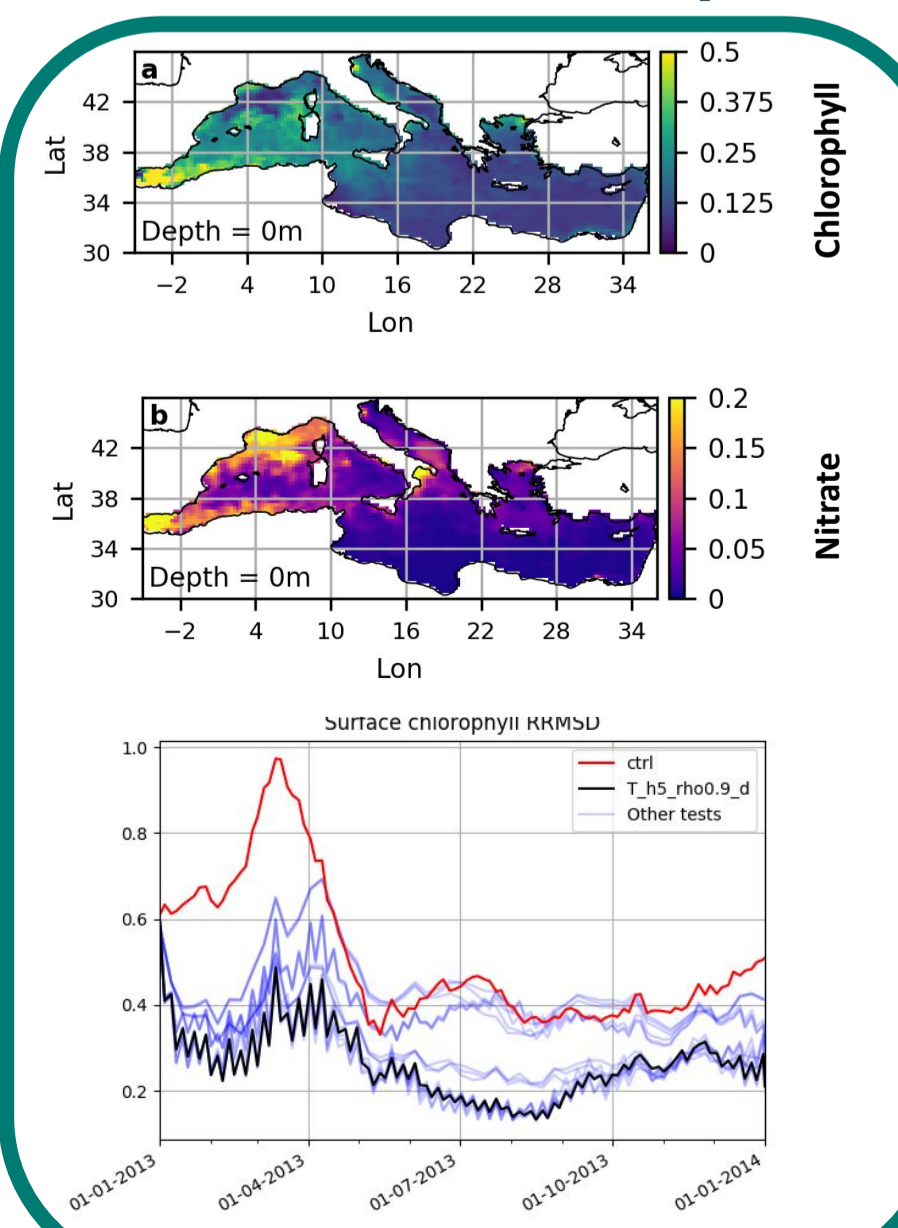 a
42
38
34
30
Lat
Depth = 0m
−2 4 10 16 22 28 34
Lon
0.5
0.375
0.25
0.125
0
Chlorophyll
b
42
38
34
30
Lat
Depth = 0m
−2 4 10 16 22 28 34
Lon
0.2
0.15
0.1
0.05
0
Nitrate
Surface chlorophyll RRMSD
1.0
0.8
0.6
0.4
0.2
ctrl
T_h5_rho0.9_d
Other tests
01-01-2013 01-04-2013 01-07-2013 01-10-2013 01-01-2014